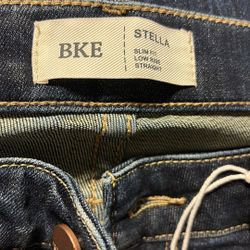 BKE
STELLA
SLIM FIT
LOW RISE
STRAIGHT